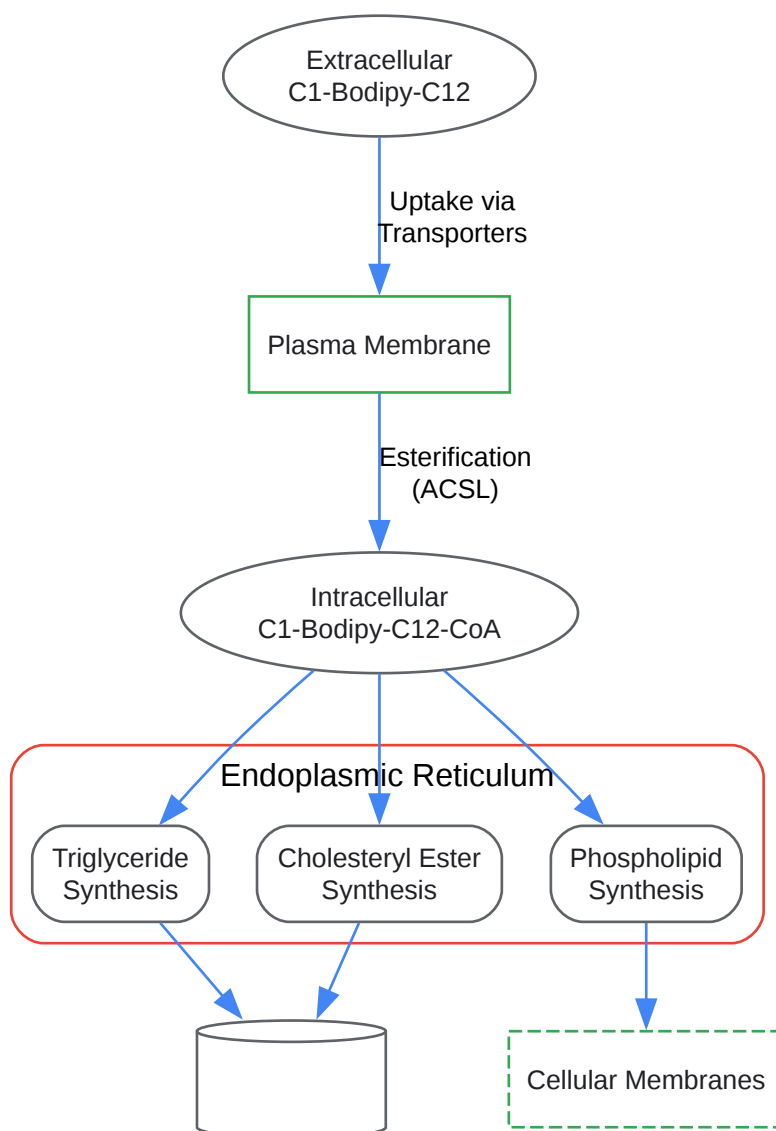 Extracellular
C1-Bodipy-C12
Uptake via
Transporters
Plasma Membrane
Esterification
(ACSL)
Intracellular
C1-Bodipy-C12-CoA
Endoplasmic Reticulum
Triglyceride
Synthesis
Cholesteryl Ester
Synthesis
Phospholipid
Synthesis
Cellular Membranes